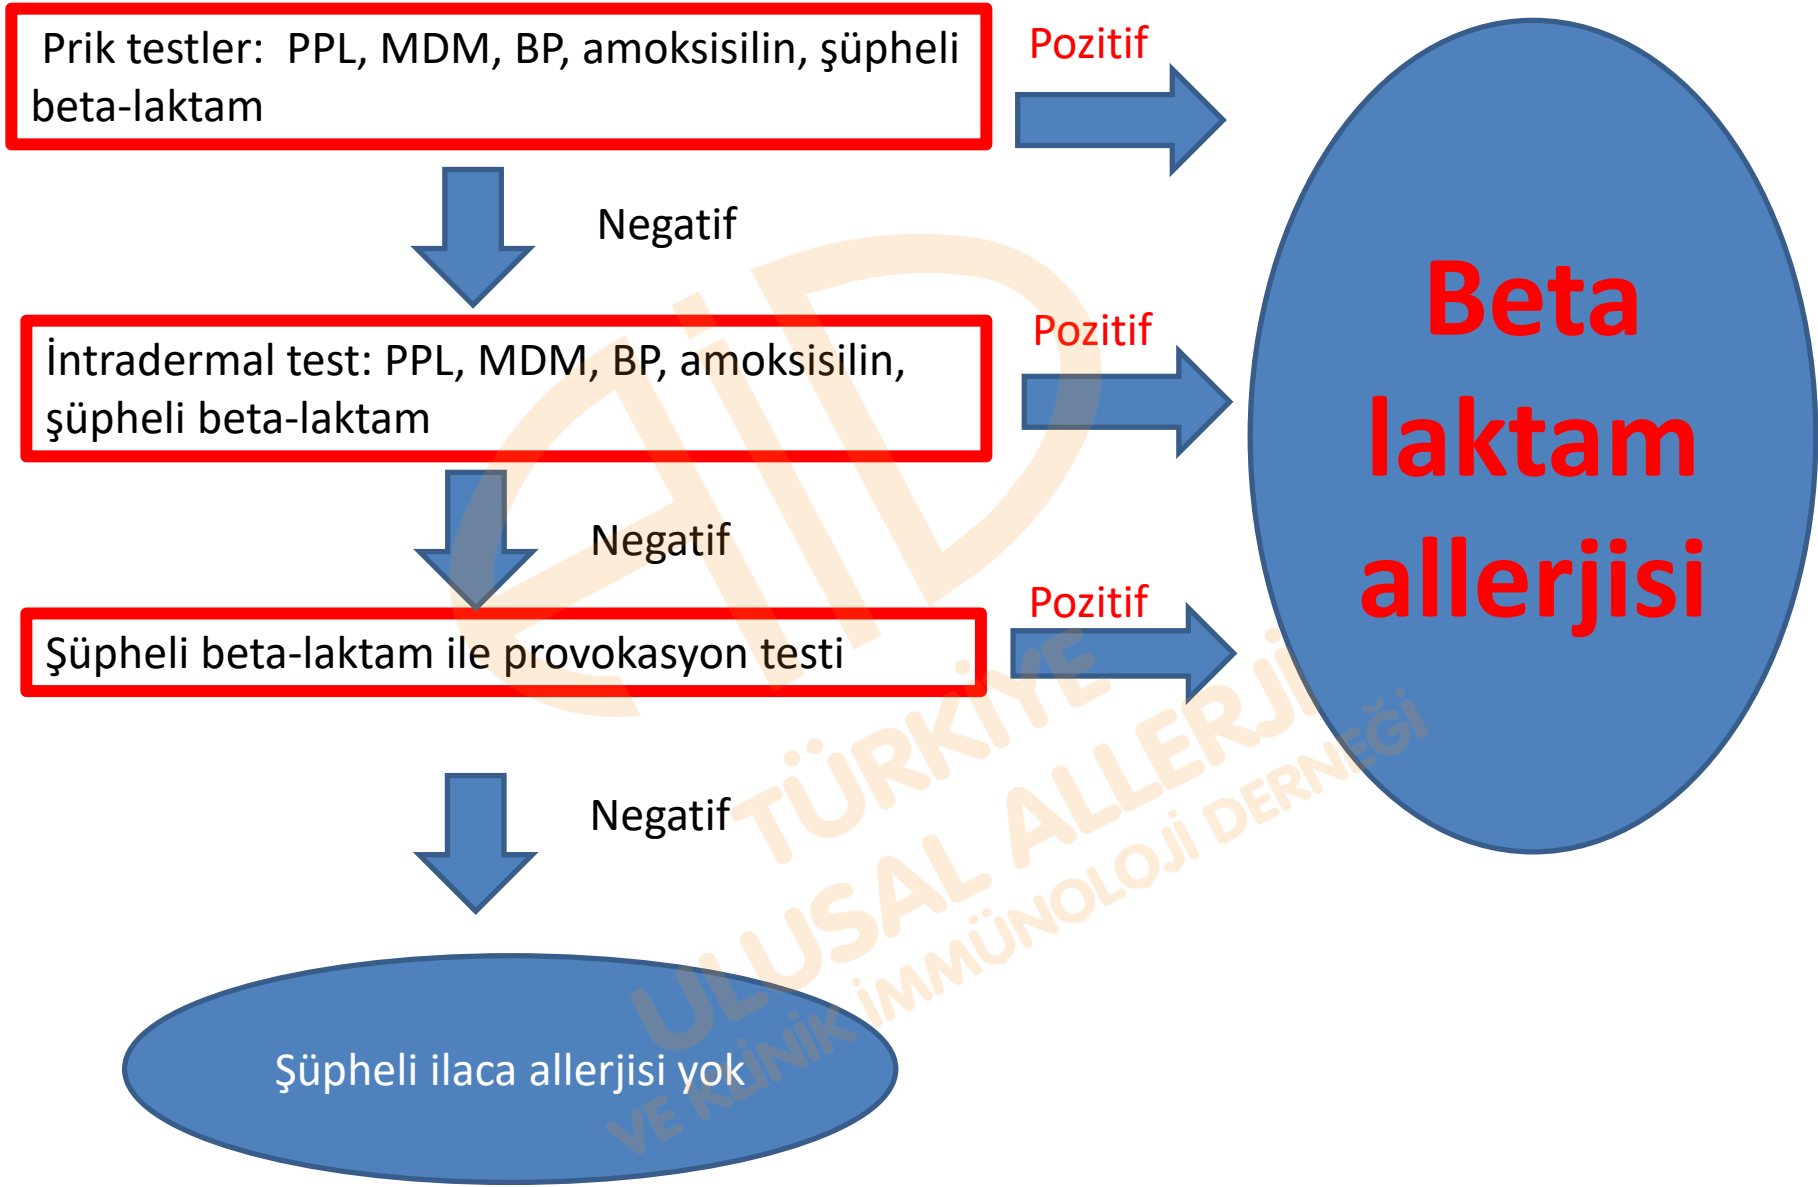 Prik testler: PPL, MDM, BP, amoksisilin, şüpheli
beta-laktam
Pozitif
Negatif
İntradermal test: PPL, MDM, BP, amoksisilin,
şüpheli beta-laktam
Pozitif
Negatif
Şüpheli beta-laktam ile provokasyon testi
Pozitif
Negatif
Şüpheli ilaca allerjisi yok
Beta
laktam
allerjisi
AİD
TÜRKİYE
ULUSAL ALLERJİ
VE KLİNİK İMMÜNOLOJİ DERNEĞİ